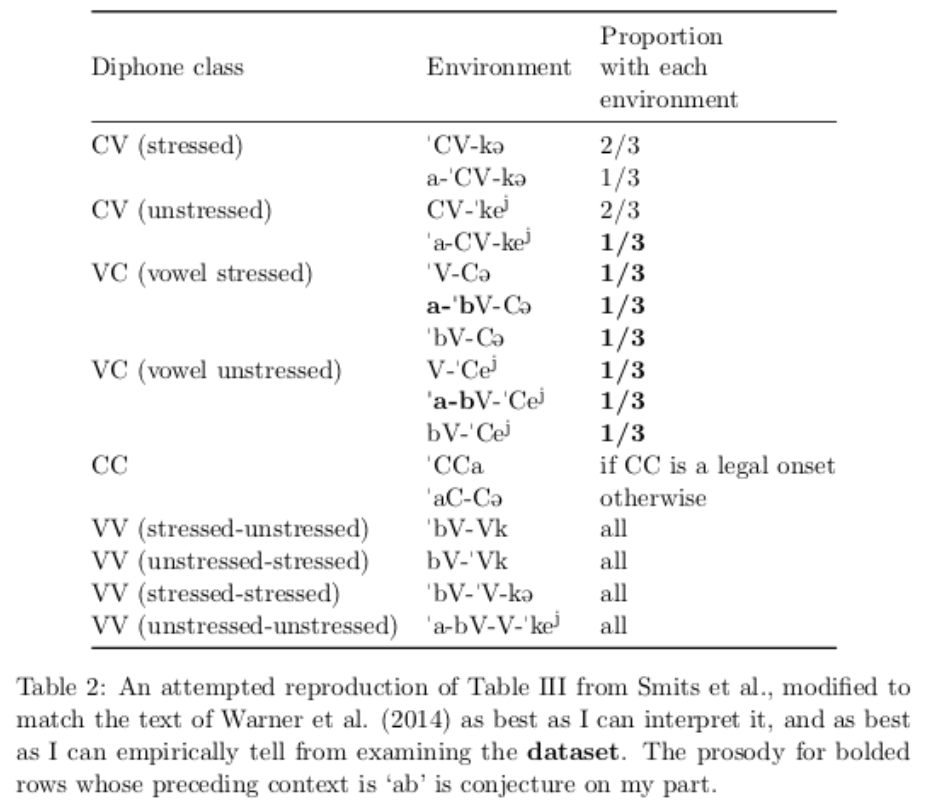 Diphone class Environment Proportion with each environment
CV (stressed) ˈCV-kə 2/3
a-ˈCV-kə 1/3
CV (unstressed) CV-ˈkeʲ 2/3
ˈa-CV-keʲ 1/3
VC (vowel stressed) ˈV-Cə 1/3
a-ˈbV-Cə 1/3
ˈbV-Cə 1/3
VC (vowel unstressed) V-ˈCeʲ 1/3
ˈa-bV-ˈCeʲ 1/3
bV-ˈCeʲ 1/3
CC ˈCCa if CC is a legal onset
ˈaC-Cə otherwise
VV (stressed-unstressed) ˈbV-Vk all
VV (unstressed-stressed) bV-ˈVk all
VV (stressed-stressed) ˈbV-ˈV-kə all
VV (unstressed-unstressed) ˈa-bV-V-ˈkeʲ all
Table 2: An attempted reproduction of Table III from Smits et al., modified to
match the text of Warner et al. (2014) as best as I can interpret it, and as best
as I can empirically tell from examining the dataset. The prosody for bolded
rows whose preceding context is ‘ab’ is conjecture on my part.